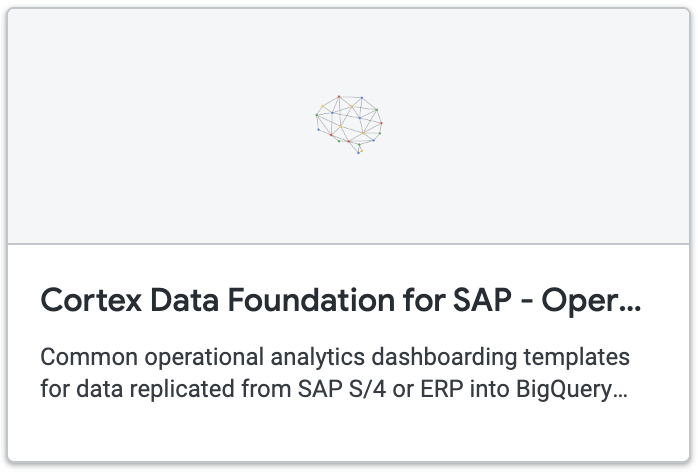 Cortex Data Foundation for SAP - Oper...
Common operational analytics dashboarding templates
for data replicated from SAP S/4 or ERP into BigQuery...